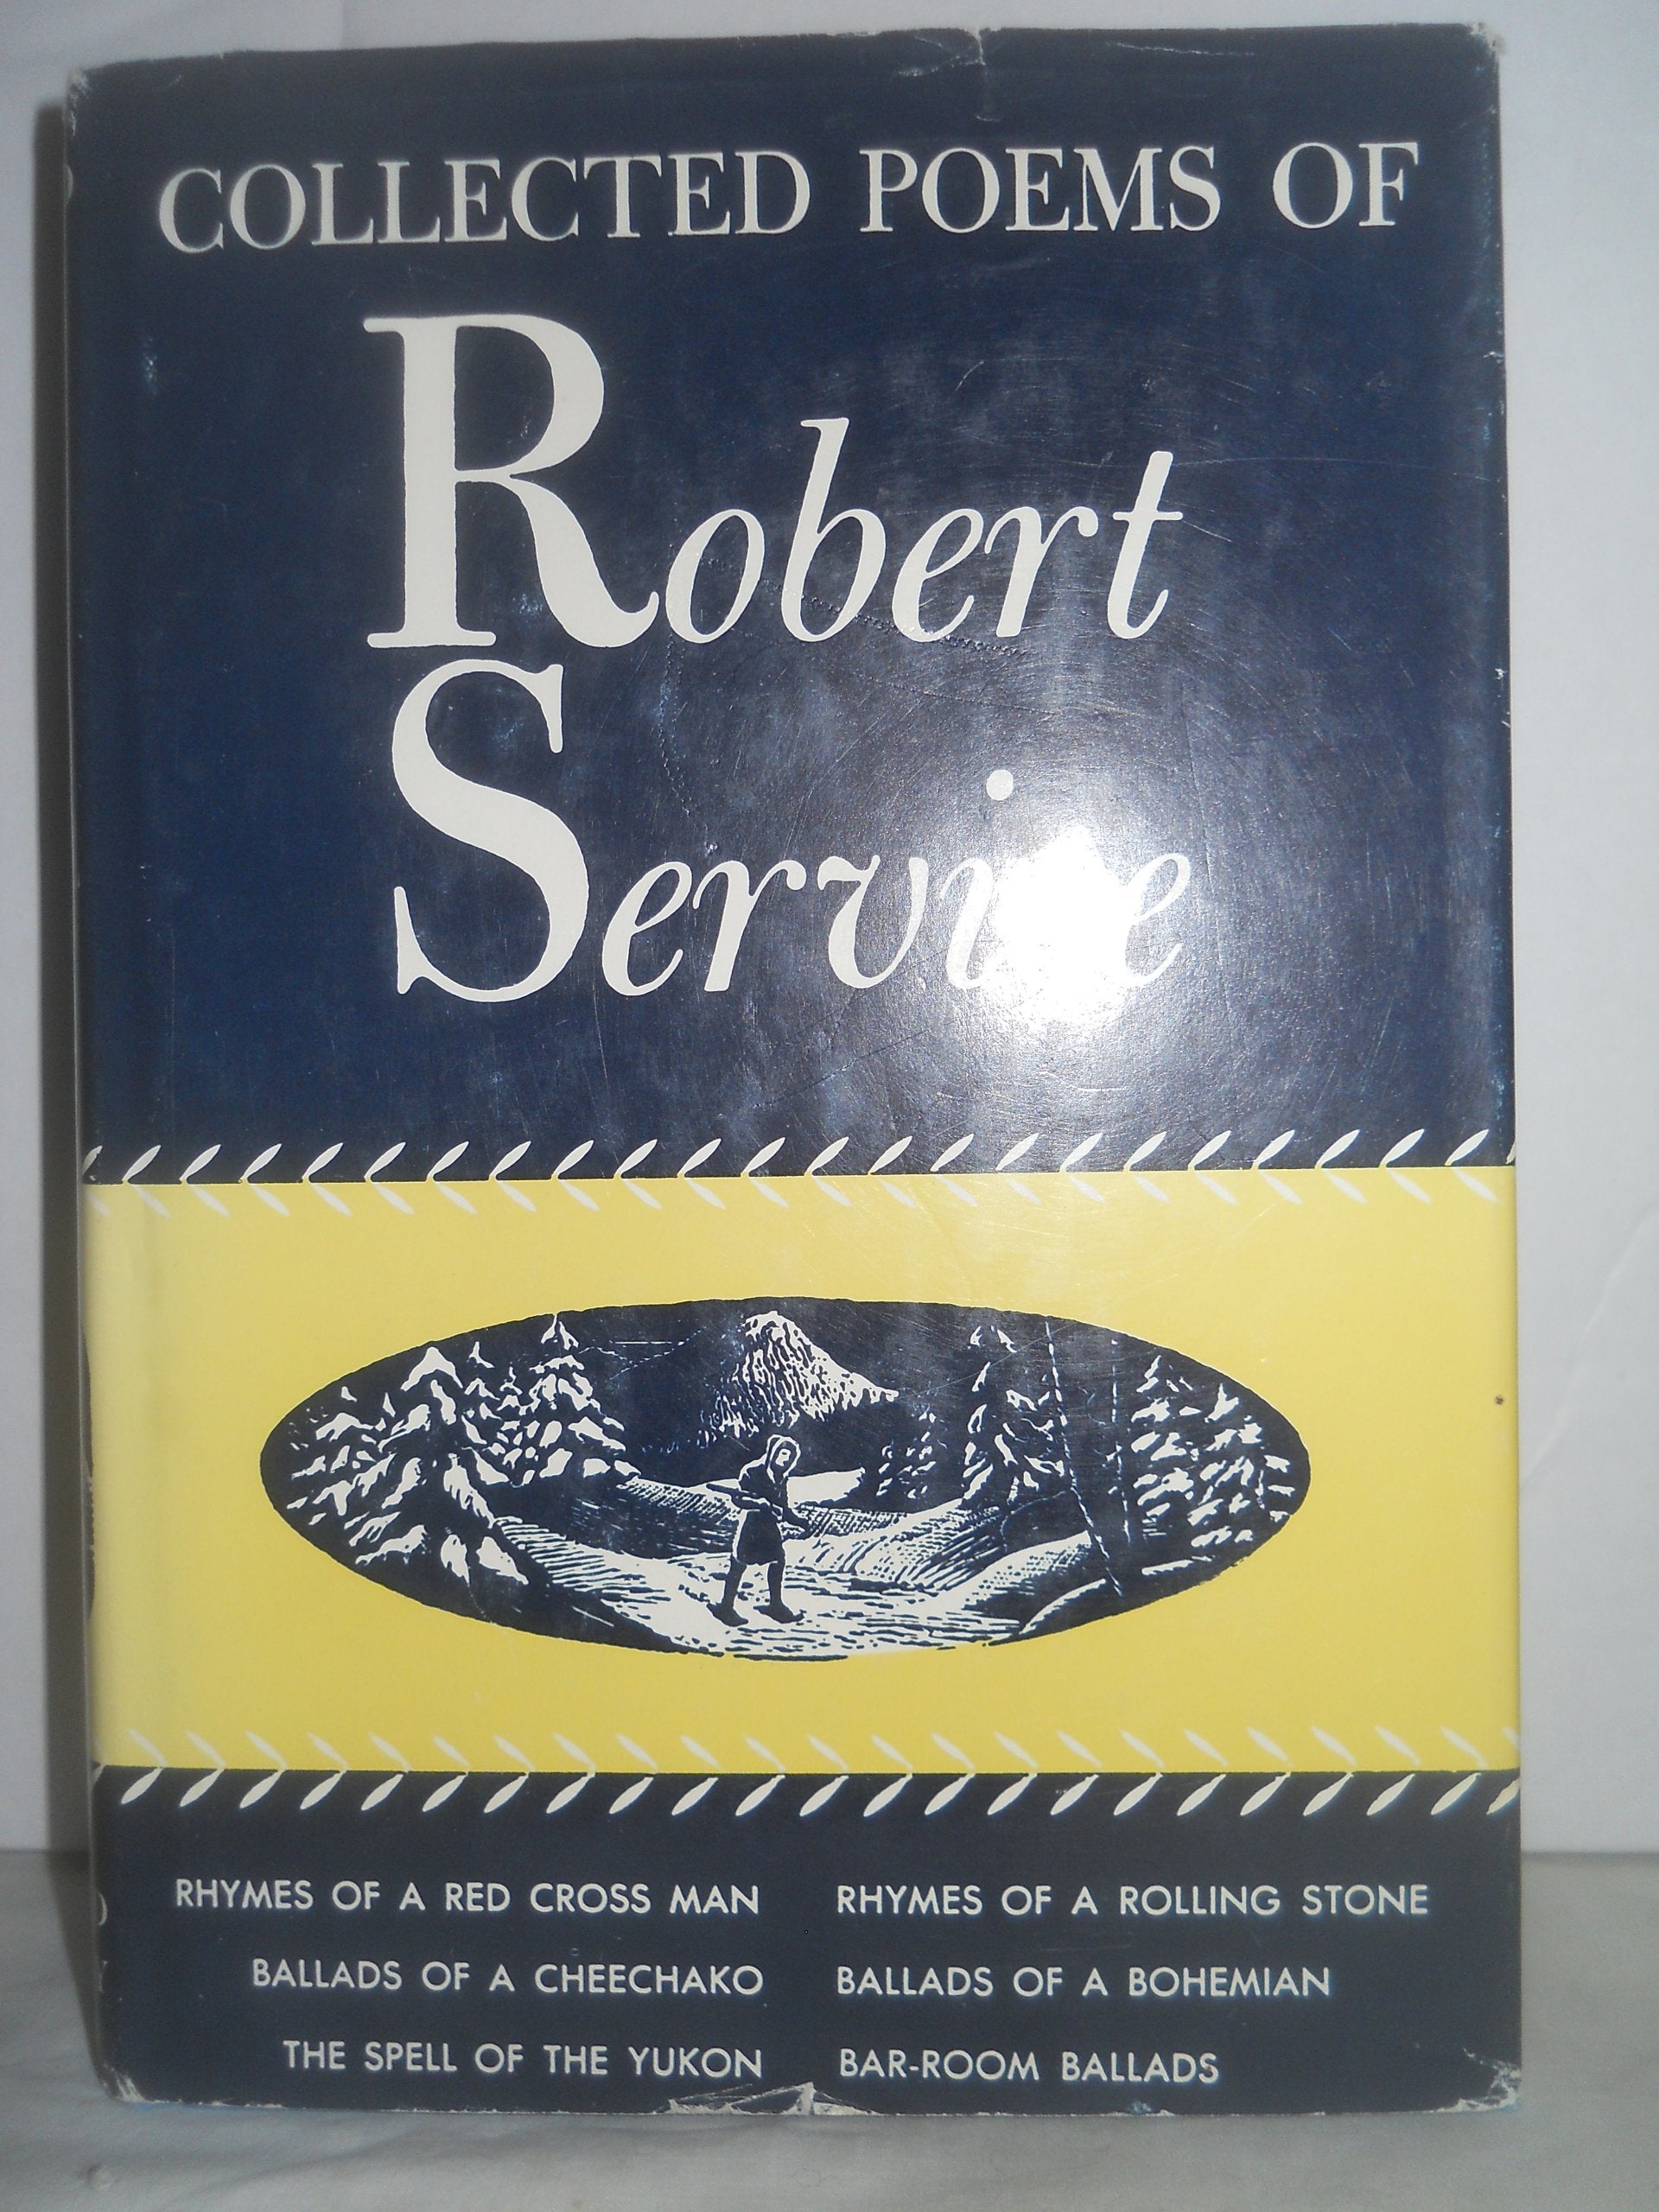 COLLECTED POEMS OF
Robert
Service
RHYMES OF A RED CROSS MAN
RHYMES OF A ROLLING STONE
BALLADS OF A CHEECHAKO
BALLADS OF A BOHEMIAN
THE SPELL OF THE YUKON
BAR-ROOM BALLADS